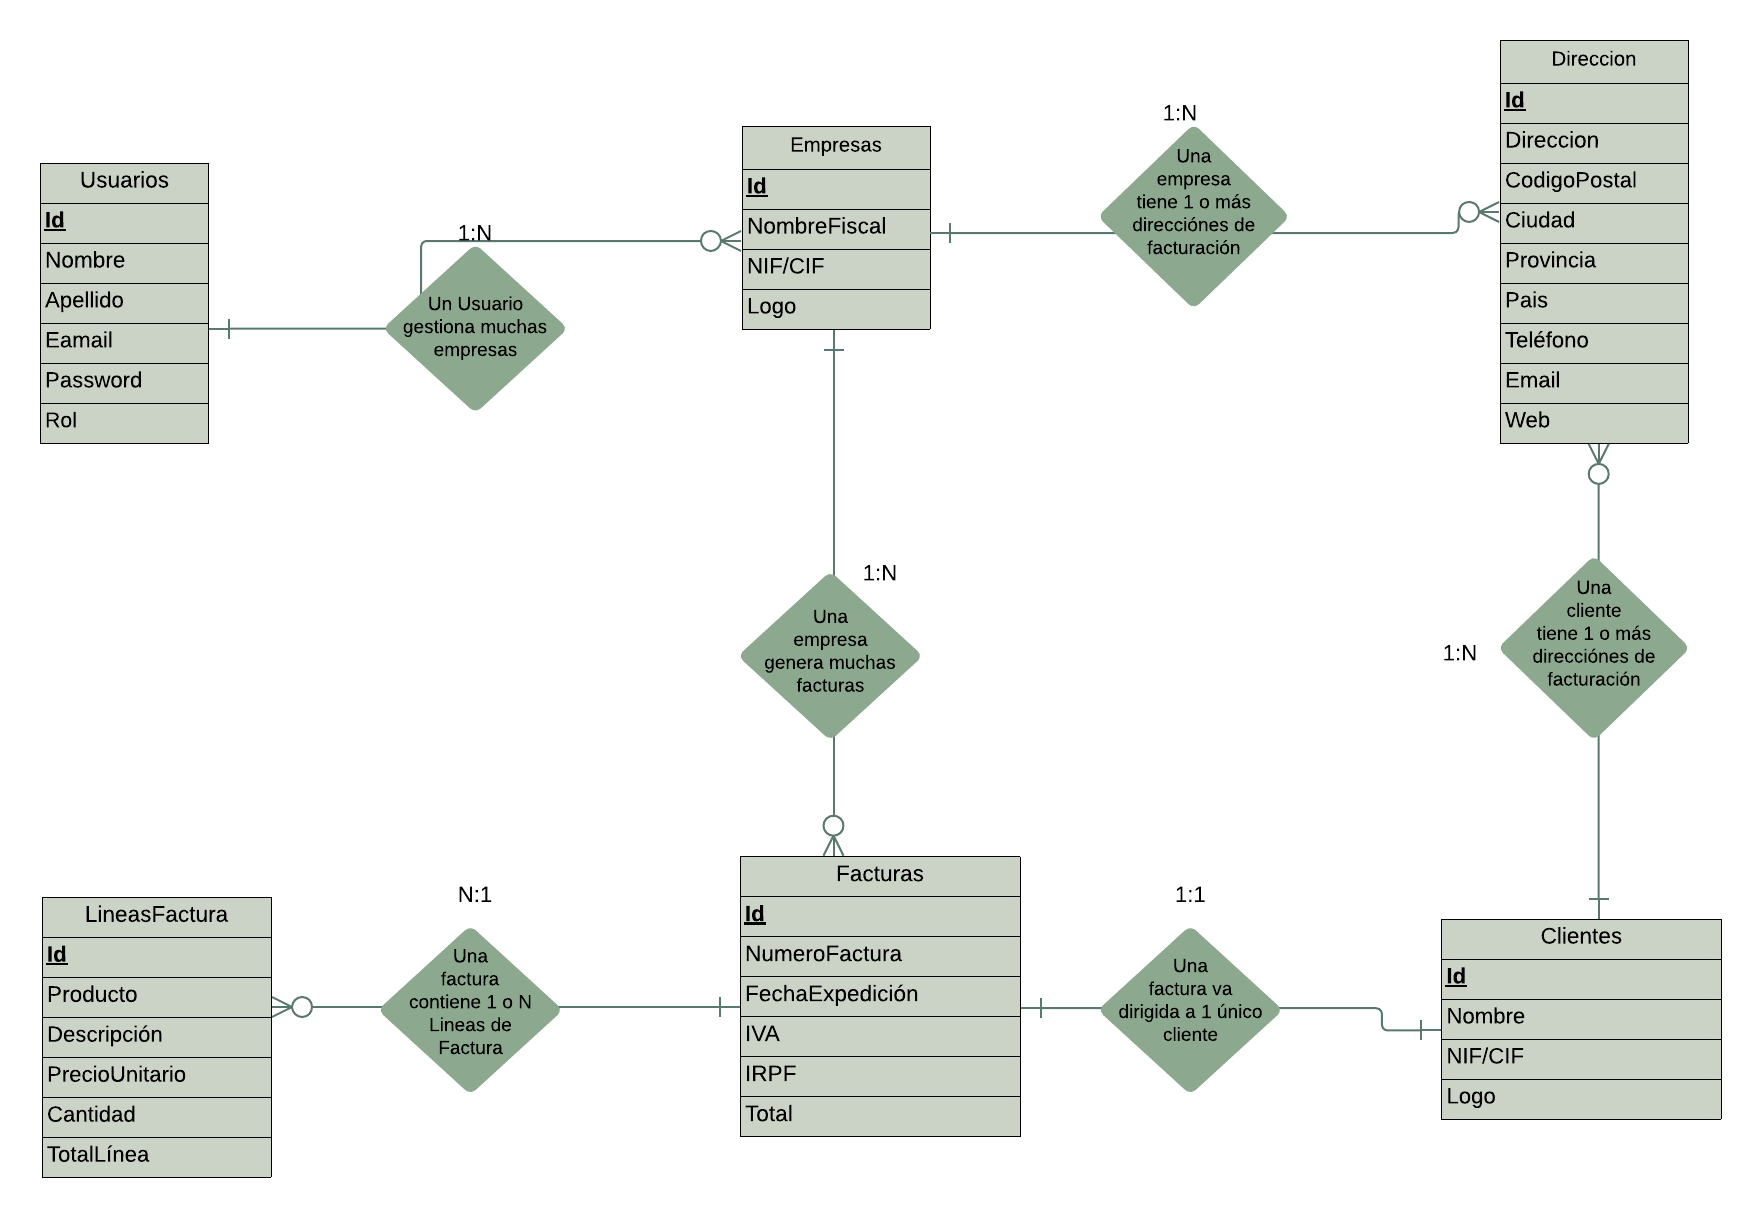 Usuarios
Id
Nombre
Apellido
Eamail
Password
Rol
1:N
Un Usuario
gestiona muchas
empresas
Empresas
Id
NombreFiscal
NIF/CIF
Logo
1:N
Una
empresa
tiene 1 o más
direcciónes de
facturación
Direccion
Id
Direccion
CodigoPostal
Ciudad
Provincia
Pais
Teléfono
Email
Web
1:N
Una
empresa
genera muchas
facturas
1:N
Una
cliente
tiene 1 o más
direcciónes de
facturación
LineasFactura
Id
Producto
Descripción
PrecioUnitario
Cantidad
TotalLínea
N:1
Una
factura
contiene 1 o N
Lineas de
Factura
Facturas
Id
NumeroFactura
FechaExpedición
IVA
IRPF
Total
1:1
Una
factura va
dirigida a 1 único
cliente
Clientes
Id
Nombre
NIF/CIF
Logo